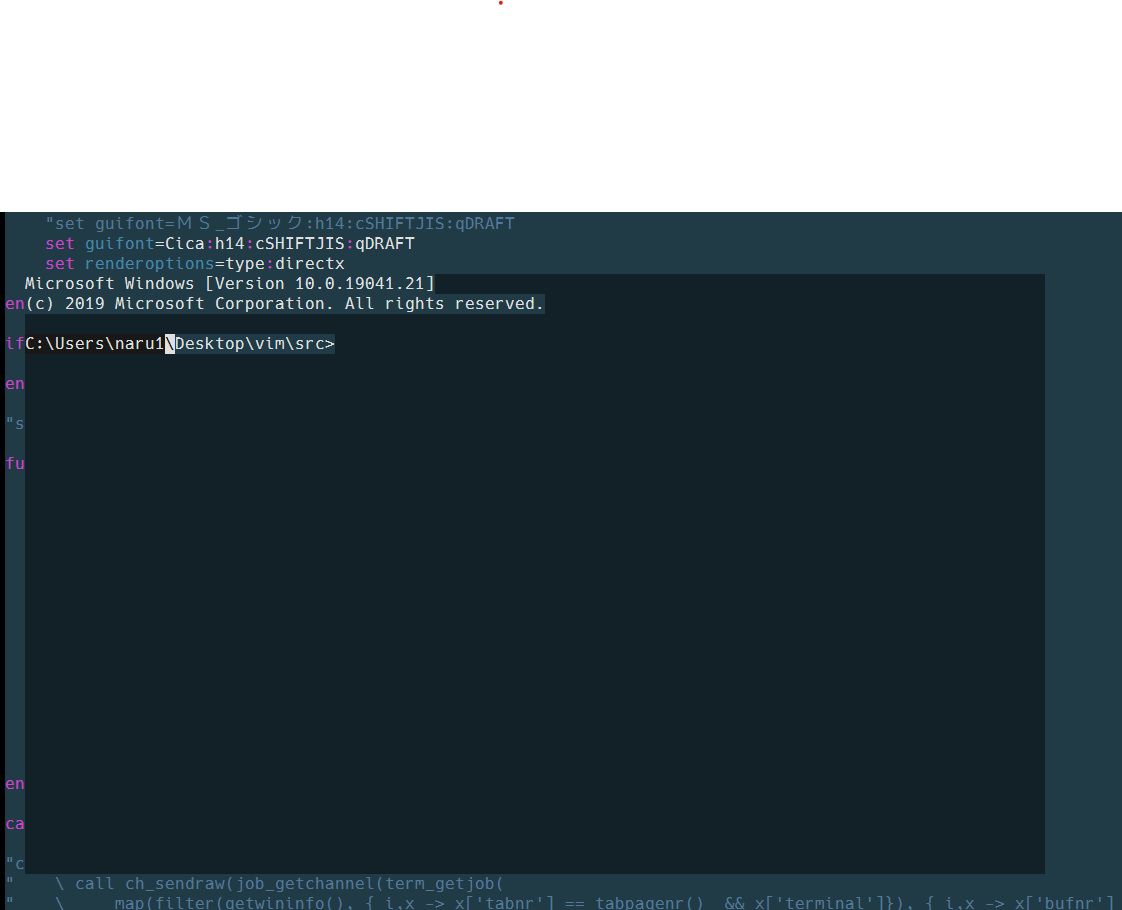 "set guifont=ＭＳ_ゴシック:h14:cSHIFTJIS:qDRAFT
set guifont=Cica:h14:cSHIFTJIS:qDRAFT
set renderoptions=type:directx
Microsoft Windows [Version 10.0.19041.21]
en(c) 2019 Microsoft Corporation. All rights reserved.
ifC:\Users\naru1\Desktop\vim\src>
en
"s
fu
en
ca
"c
"    \ call ch_sendraw(job_getchannel(term_getjob(
"    \     map(filter(getwininfo(), { i,x -> x['tabnr'] == tabpagenr()  && x['terminal']}), { i,x -> x['bufnr']